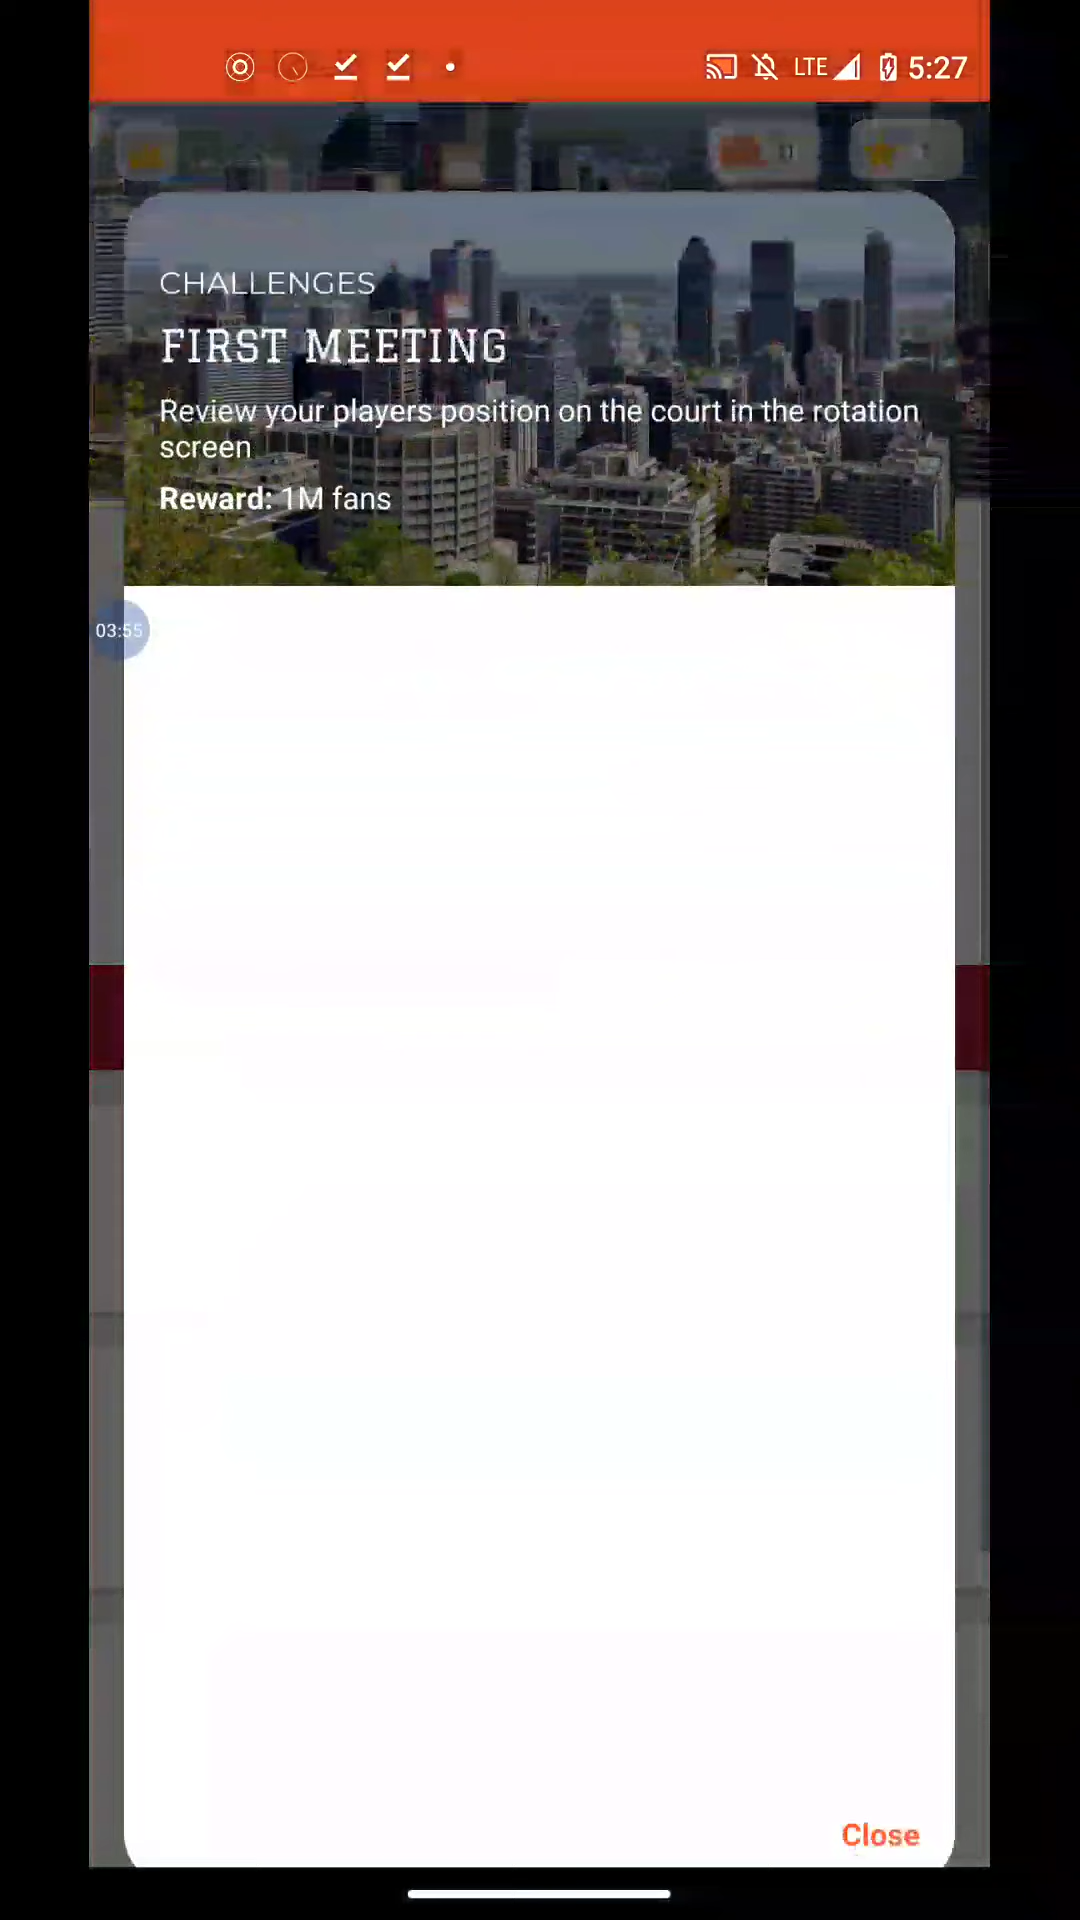 LTE 5:27
CHALLENGES
FIRST MEETING
Review your players position on the court in the rotation
screen
Reward: 1M fans
03:55
Close